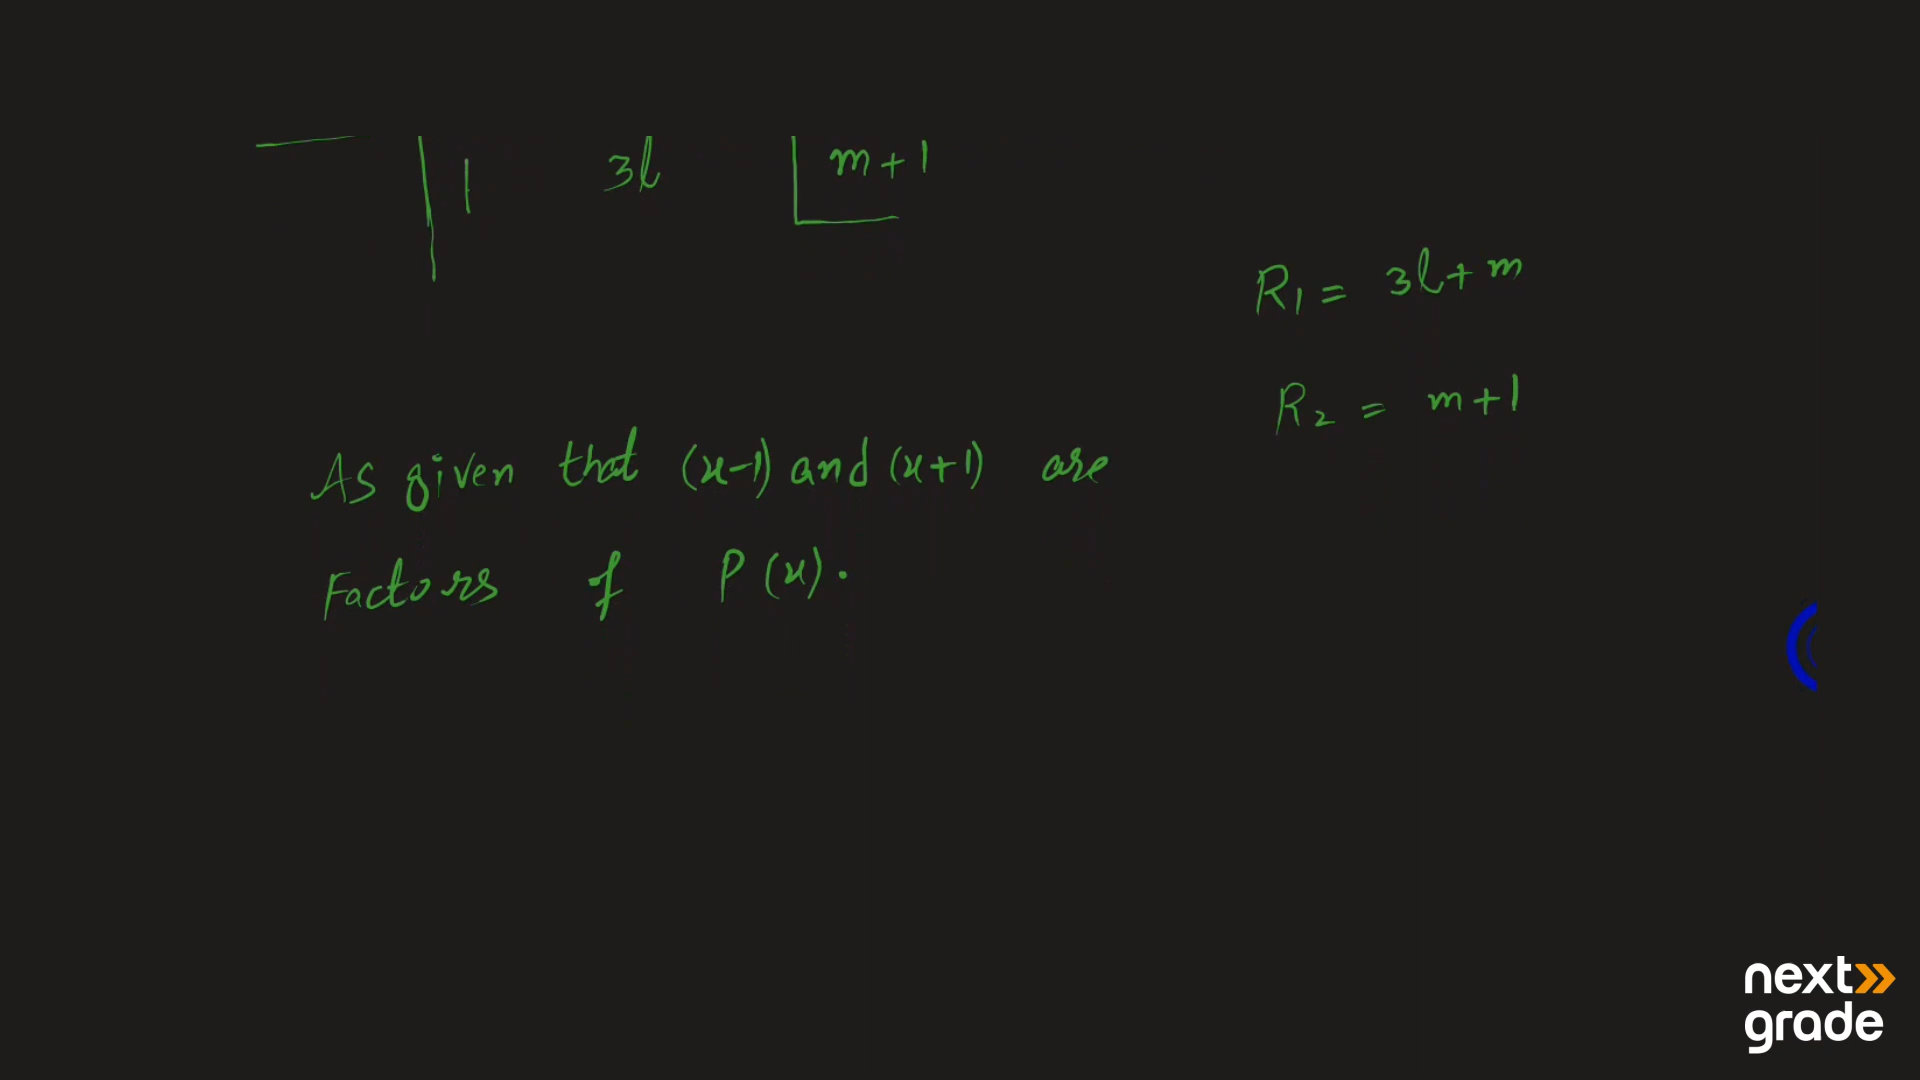 1 3l m+1
R1 = 3l+m
R2 = m+1
As given that (x-1) and (x+1) are
Factors of P(x).
next
grade